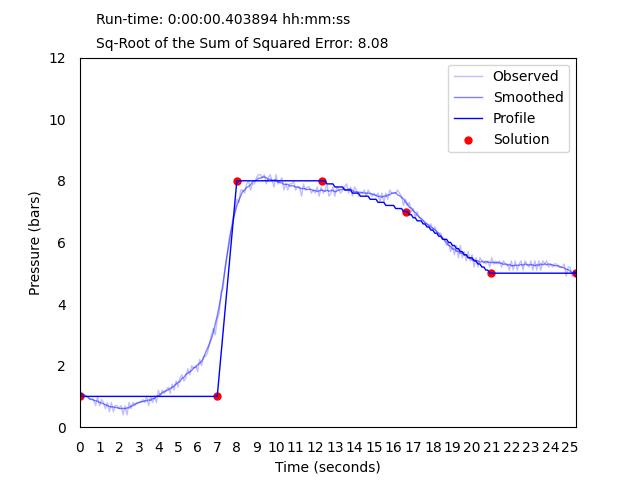 Run-time: 0:00:00.403894 hh:mm:ss
Sq-Root of the Sum of Squared Error: 8.08
12
10
8
6
4
2
0
Pressure (bars)
Observed
Smoothed
Profile
Solution
0 1 2 3 4 5 6 7 8 9 10 11 12 13 14 15 16 17 18 19 20 21 22 23 24 25
Time (seconds)